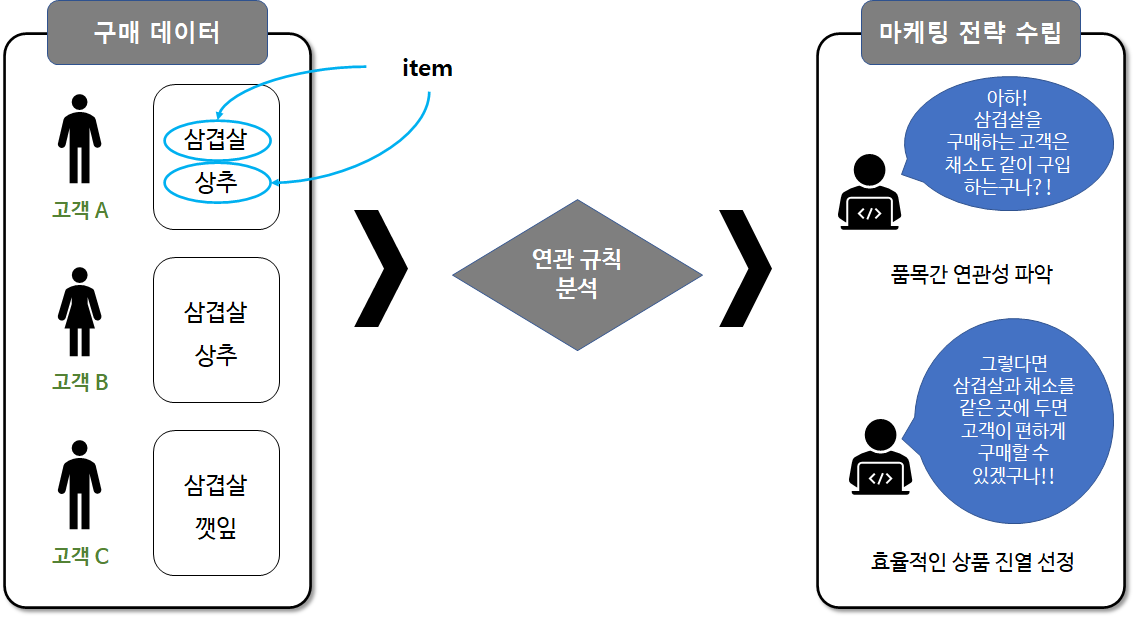 구매 데이터
item
삼겹살
상추
고객 A
삼겹살
상추
고객 B
삼겹살
깻잎
고객 C
연관 규칙
분석
마케팅 전략 수립
아하!
삼겹살을
구매하는 고객은
채소도 같이 구입
하는구나?!
</>
품목간 연관성 파악
그렇다면
삼겹살과 채소를
같은 곳에 두면
고객이 편하게
구매할 수
있겠구나!!
</>
효율적인 상품 진열 선정